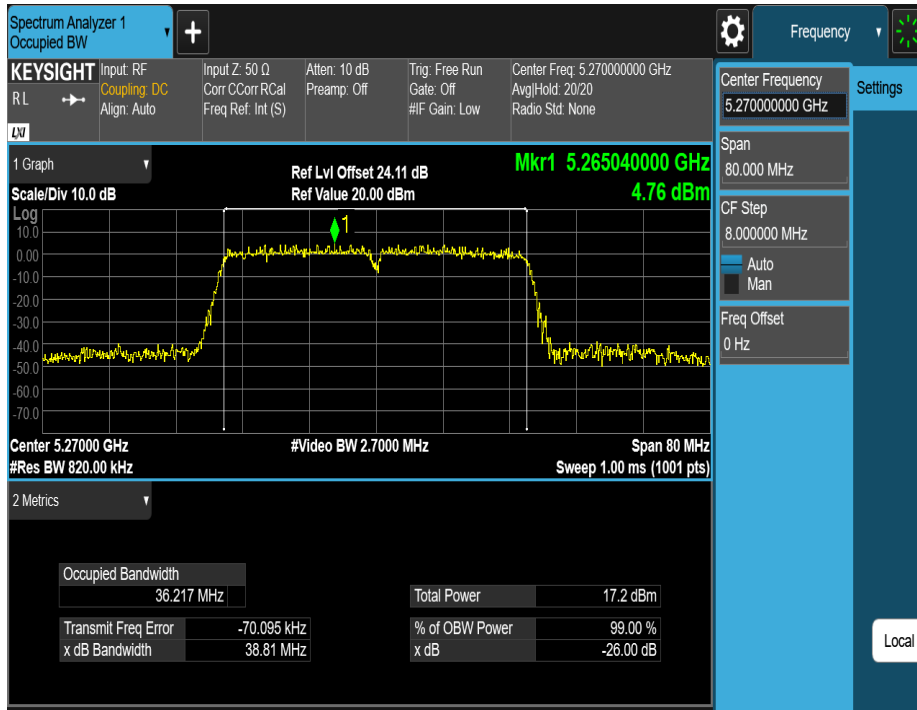 Spectrum Analyzer 1
Occupied BW
+
Frequency
KEYSIGHT
R L
LXI
Input: RF
Coupling: DC
Align: Auto
Input Z: 50 Ω
Corr CCorr RCal
Freq Ref: Int (S)
Atten: 10 dB
Preamp: Off
Trig: Free Run
Gate: Off
#IF Gain: Low
Center Freq: 5.270000000 GHz
Avg|Hold: 20/20
Radio Std: None
Center Frequency
5.270000000 GHz
Settings
Span
80.000 MHz
CF Step
8.000000 MHz
Auto
Man
Freq Offset
0 Hz
1 Graph
Scale/Div 10.0 dB
Ref Lvl Offset 24.11 dB
Ref Value 20.00 dBm
Mkr1 5.265040000 GHz
4.76 dBm
Log
10.0
0.00
-10.0
-20.0
-30.0
-40.0
-50.0
-60.0
-70.0
1
Center 5.27000 GHz
#Video BW 2.7000 MHz
Span 80 MHz
#Res BW 820.00 kHz
Sweep 1.00 ms (1001 pts)
2 Metrics
Occupied Bandwidth
36.217 MHz
Total Power 17.2 dBm
Transmit Freq Error -70.095 kHz
% of OBW Power 99.00 %
x dB Bandwidth 38.81 MHz
x dB -26.00 dB
Local